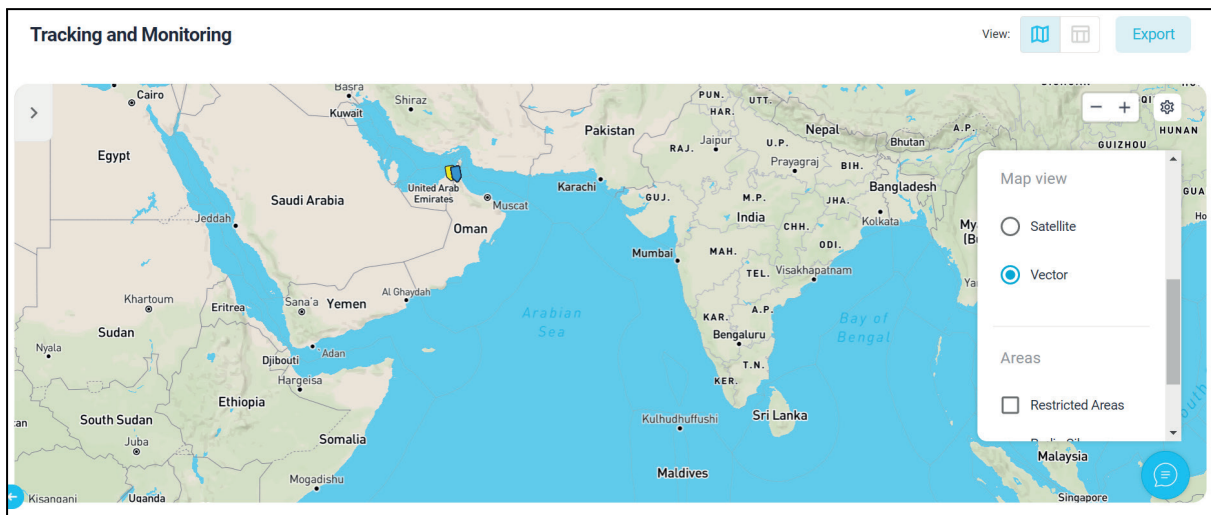 Tracking and Monitoring
View:
Export
Cairo
Basra
Kuwait
Shiraz
Pakistan
PUN.
HAR.
UTT.
RAJ.
Jaipur
U.P.
Nepal
Prayagraj
BIH.
Bhutan
A.P.
HUNAN
GUIZHOU
Egypt
Saudi Arabia
United Arab
Emirates
Muscat
Oman
Karachi
GUJ.
M.P.
India
JHA.
CHH.
ODI.
Bangladesh
Kolkata
Jeddah
Mumbai
MAH.
TEL.
Visakhapatnam
Khartoum
Eritrea
Sana'a
Yemen
Al Ghaydah
Sudan
Nyala
Djibouti
Adan
Arabian
Sea
KAR.
A.P.
Bengaluru
Bay of
Bengal
Hargeisa
Ethiopia
T.N.
KER.
South Sudan
Juba
Somalia
Kulhudhuffushi
Sri Lanka
Mogadishu
Maldives
Kisangani
Uganda
Malaysia
Singapore
Map view
Satellite
Vector
Areas
Restricted Areas